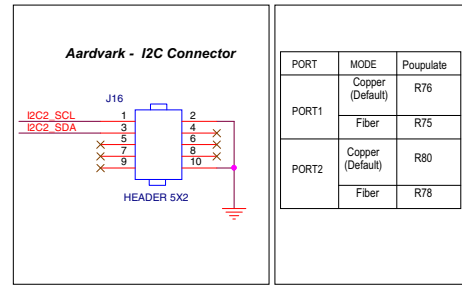 Aardvark - I2C Connector
J16
I2C2_SCL 1 2
I2C2_SDA 3 4
5 6
7 8
9 10
HEADER 5X2
PORT MODE Poupulate
PORT1 Copper (Default) R76
Fiber R75
PORT2 Copper (Default) R80
Fiber R78